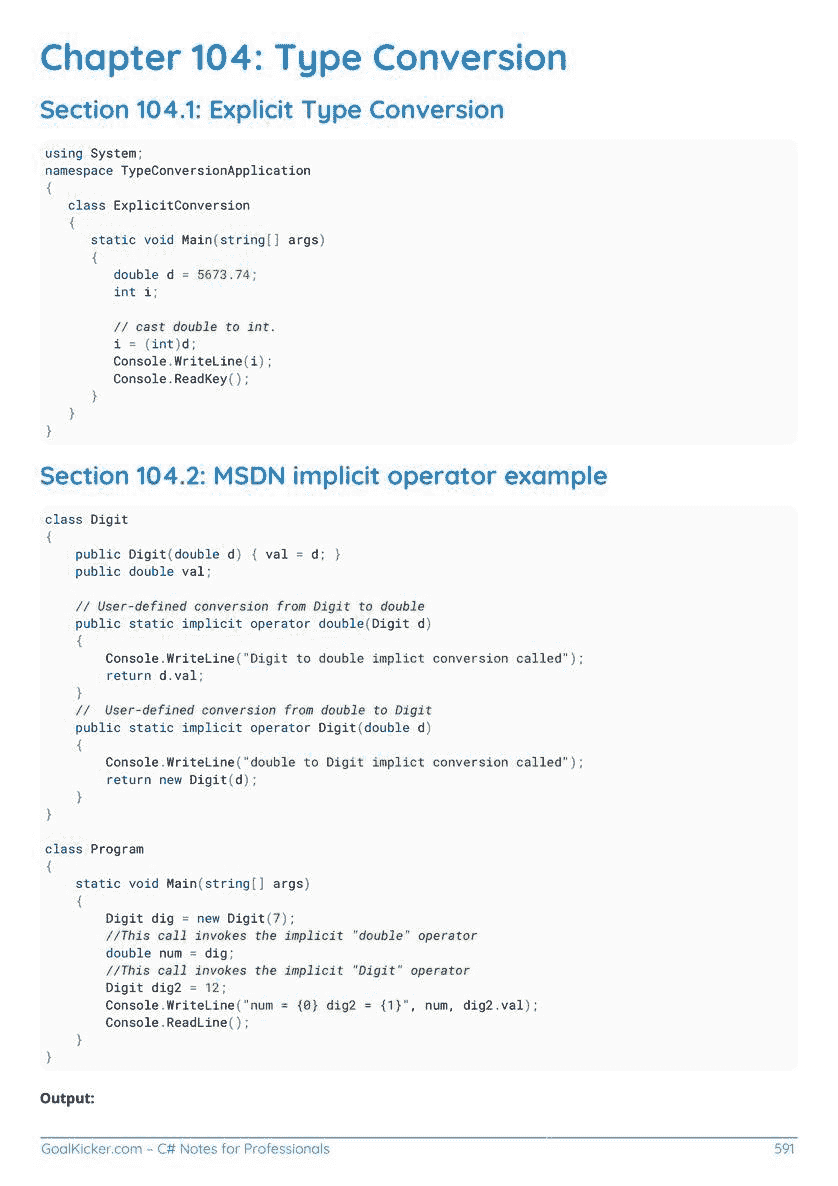 Chapter 104: Type Conversion
Section 104.1: Explicit Type Conversion
using System;
namespace TypeConversionApplication
{
   class ExplicitConversion
   {
      static void Main(string[] args)
      {
         double d = 5673.74;
         int i;

         // cast double to int.
         i = (int)d;
         Console.WriteLine(i);
         Console.ReadKey();
      }
   }
}
Section 104.2: MSDN implicit operator example
class Digit
{
    public Digit(double d) { val = d; }
    public double val;

    // User-defined conversion from Digit to double
    public static implicit operator double(Digit d)
    {
        Console.WriteLine("Digit to double implict conversion called");
        return d.val;
    }
    //  User-defined conversion from double to Digit
    public static implicit operator Digit(double d)
    {
        Console.WriteLine("double to Digit implict conversion called");
        return new Digit(d);
    }
}

class Program
{
    static void Main(string[] args)
    {
        Digit dig = new Digit(7);
        //This call invokes the implicit "double" operator
        double num = dig;
        //This call invokes the implicit "Digit" operator
        Digit dig2 = 12;
        Console.WriteLine("num = {0} dig2 = {1}", num, dig2.val);
        Console.ReadLine();
    }
}
Output:
GoalKicker.com – C# Notes for Professionals 591